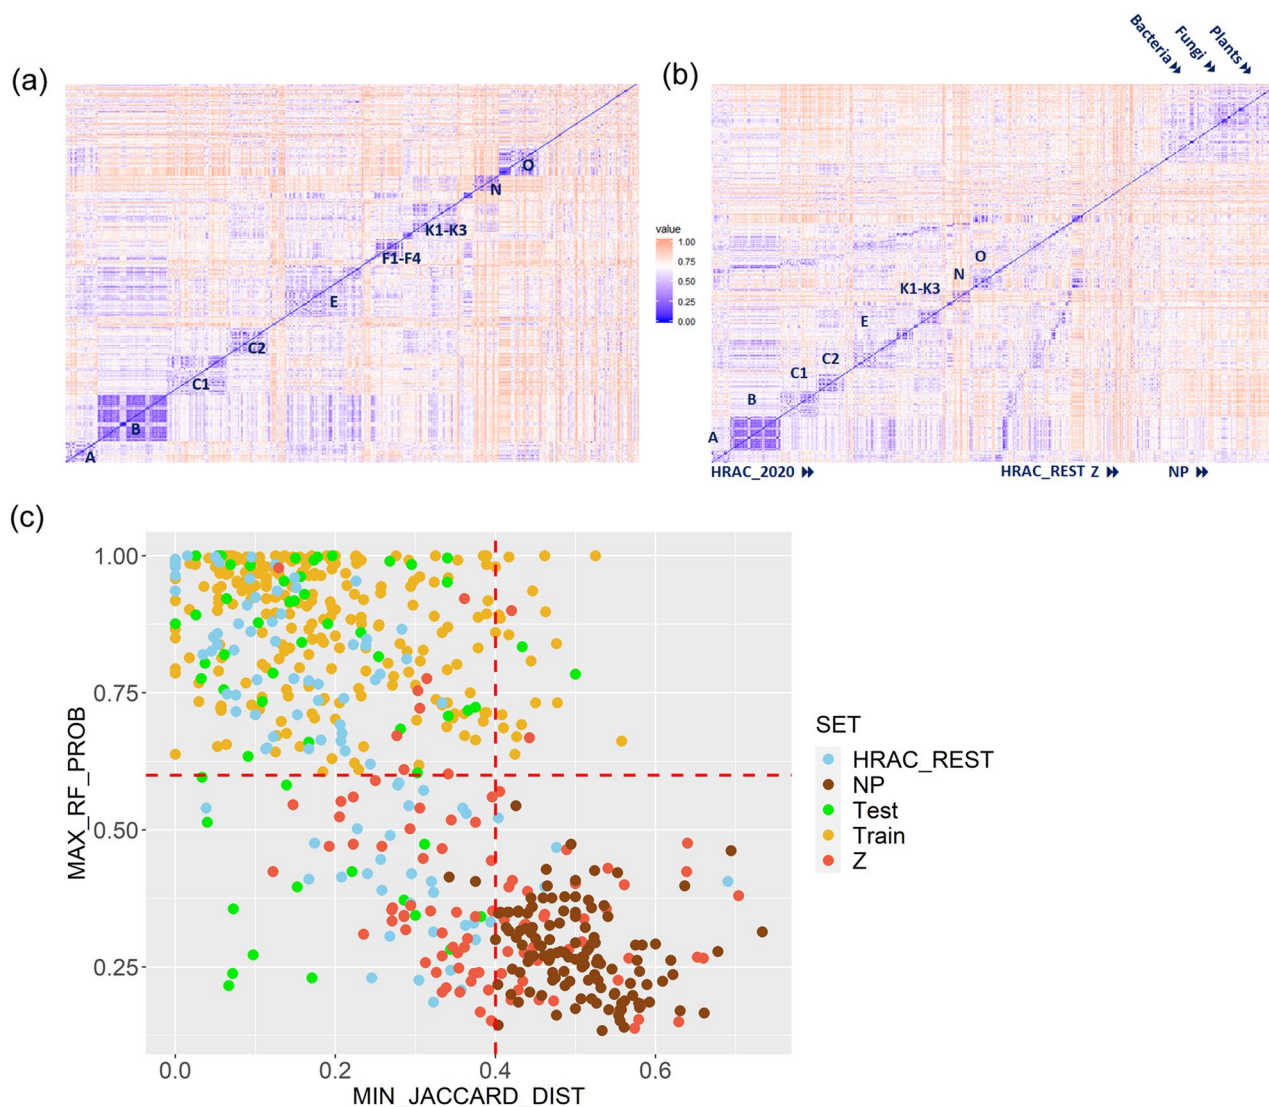 Bacteria
Fungi
Plants
(a)
(b)
O
N
K1-K3
F1-F4
E
C2
C1
B
A
value
1.00
0.75
0.50
0.25
0.00
O
N
K1-K3
E
C2
C1
B
A
HRAC_2020
HRAC_REST Z
NP
(c)
1.00
0.75
0.50
0.25
MAX_RF_PROB
0.0 0.2 0.4 0.6
MIN_JACCARD_DIST
SET
HRAC_REST
NP
Test
Train
Z